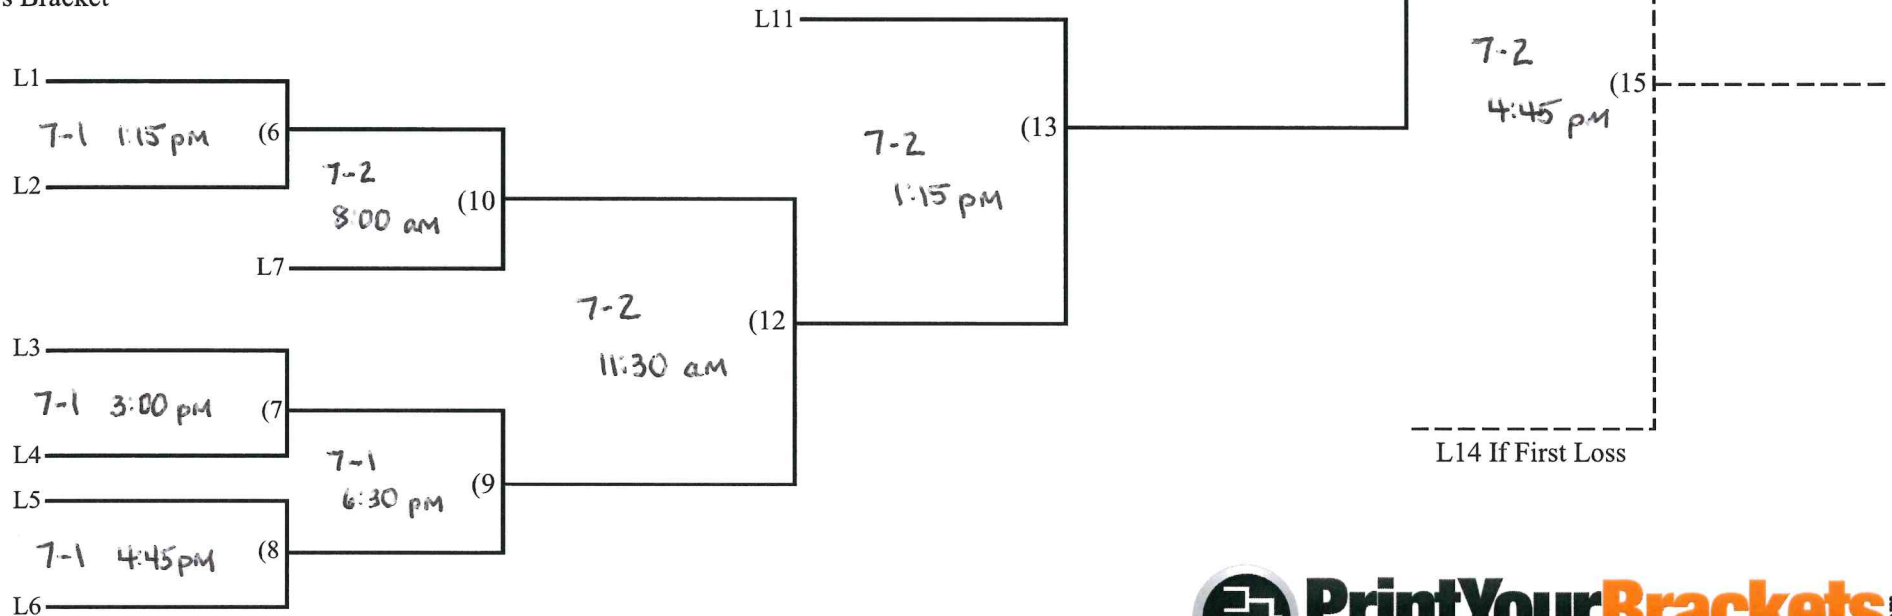 s Bracket
L11
7-2
L1
(15
4:45 pm
7-1 1:15 pm
(6
7-2
(13
L2
7-2
8:00 am
(10
1:15 pm
L7
7-2
(12
L3
11:30 am
7-1 3:00 pm
(7
L4
7-1
L14 If First Loss
6:30 pm
(9
L5
7-1 4:45 pm
(8
L6
PrintYourBrackets